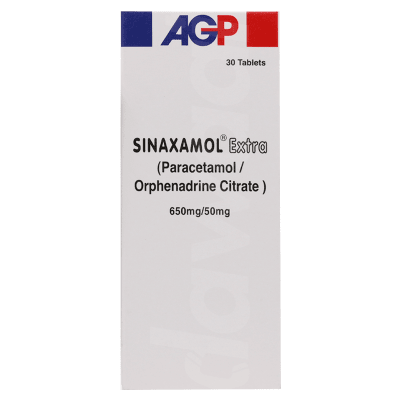 AGP
30 Tablets
SINAXAMOL® Extra
(Paracetamol /
Orphenadrine Citrate )
650mg/50mg